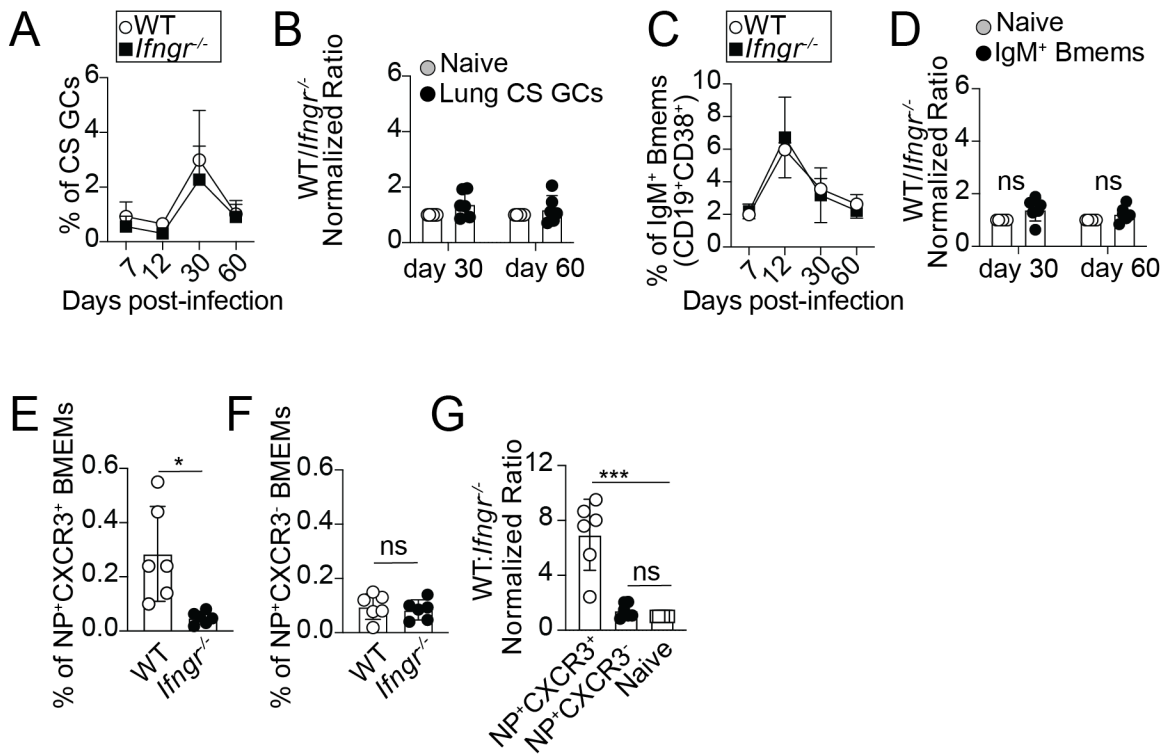 A
WT
Ifngr-/-
% of CS GCs
6
4
2
0
7 12 30 60
Days post-infection
B
Naive
Lung CS GCs
WT/Ifngr-/-
Normalized Ratio
6
4
2
0
day 30 day 60
C
WT
Ifngr-/-
% of IgM+ Bmems
(CD19+CD38+)
10
8
6
4
2
0
7 12 30 60
Days post-infection
D
Naive
IgM+ Bmems
WT/Ifngr-/-
Normalized Ratio
6
4
2
0
ns ns
day 30 day 60
E
% of NP+CXCR3+ BMEMs
0.6
0.4
0.2
0.0
*
WT Ifngr-/-
F
% of NP+CXCR3- BMEMs
0.6
0.4
0.2
0.0
ns
WT Ifngr-/-
G
WT:Ifngr-/-
Normalized Ratio
12
8
4
0
***
ns
NP+CXCR3+
NP+CXCR3-
Naive